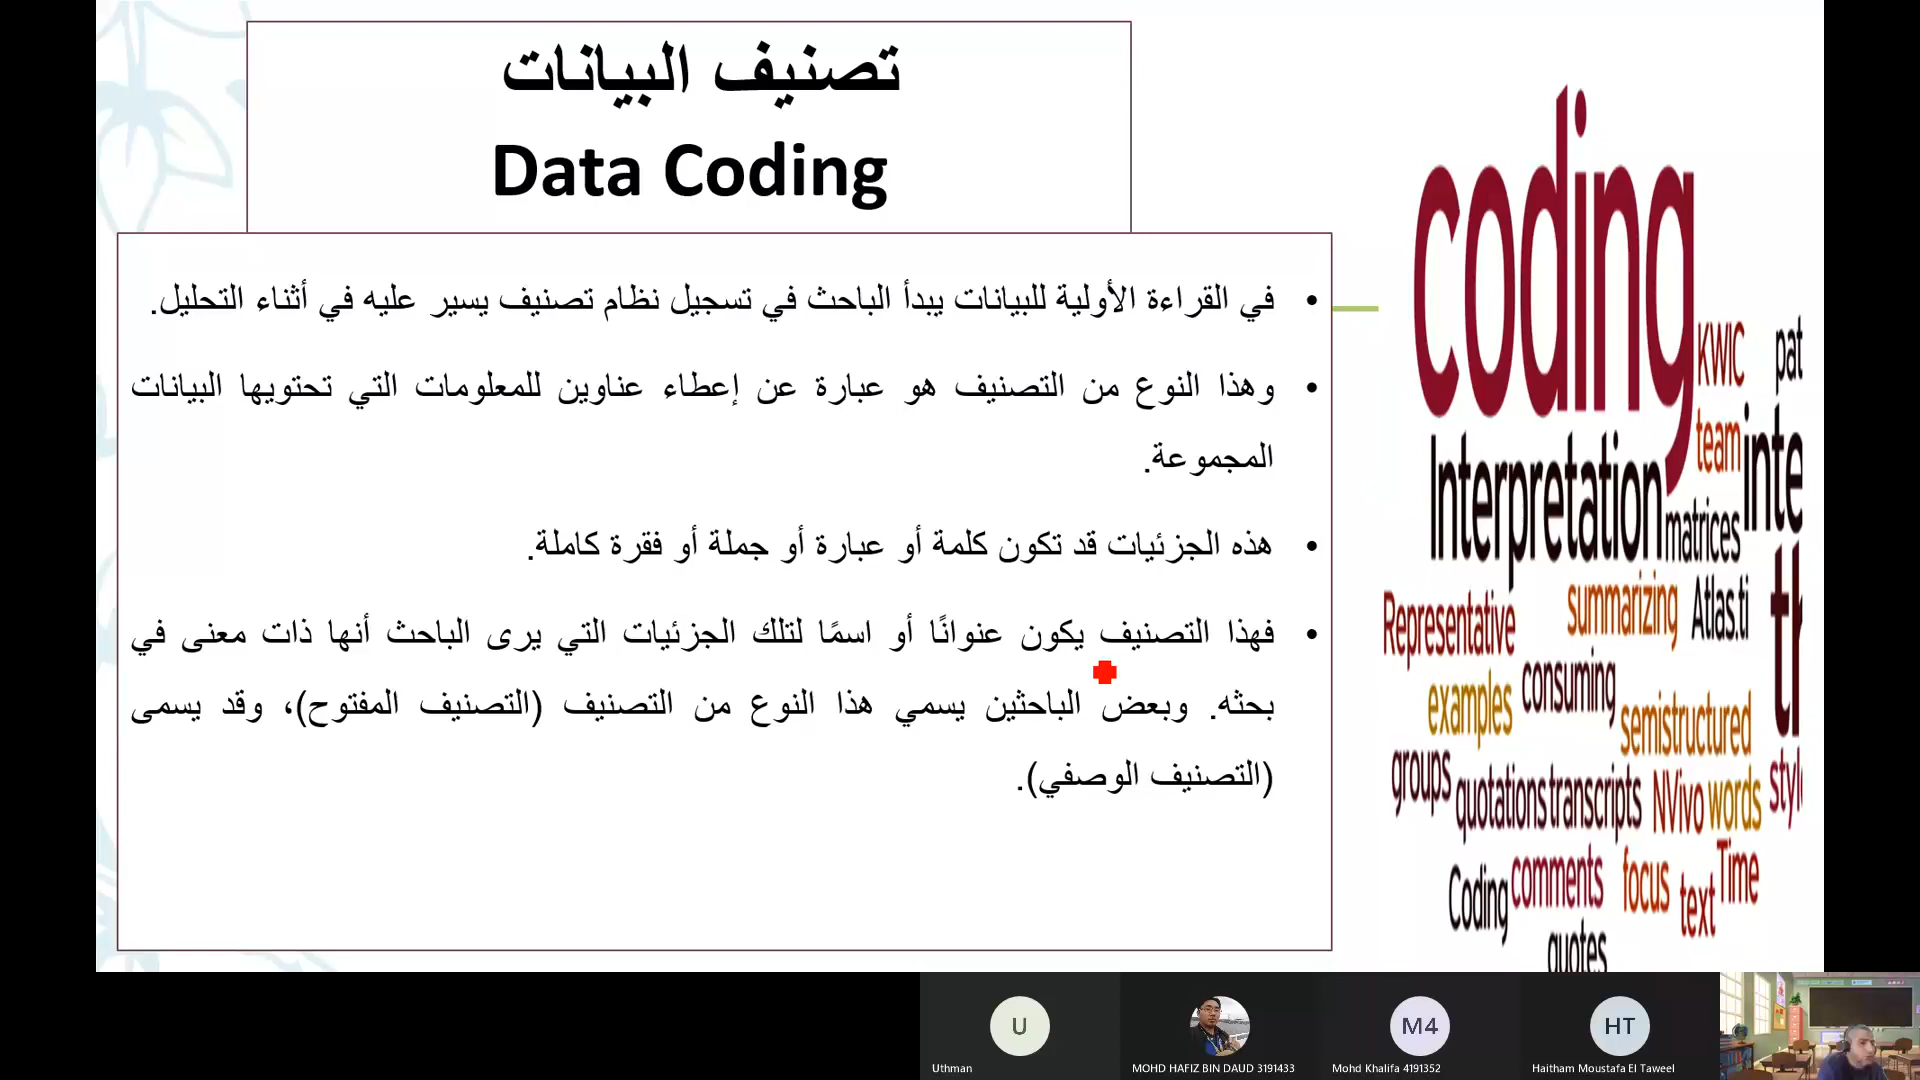 تصنيف البيانات
Data Coding
• في القراءة الأولية للبيانات يبدأ الباحث في تسجيل نظام تصنيف يسير عليه في أثناء التحليل.
• وهذا النوع من التصنيف هو عبارة عن إعطاء عناوين للمعلومات التي تحتويها البيانات
المجموعة.
• هذه الجزئيات قد تكون كلمة أو عبارة أو جملة أو فقرة كاملة.
• فهذا التصنيف يكون عنوانًا أو اسمًا لتلك الجزئيات التي يرى الباحث أنها ذات معنى في
بحثه. وبعض الباحثين يسمي هذا النوع من التصنيف (التصنيف المفتوح)، وقد يسمى
(التصنيف الوصفي).
coding
KWIC
pat
team
inte
Interpretation
matrices
th
Representative
summarizing
Atlas.ti
examples
consuming
semistructured
groups
quotations
transcripts
NVivo
words
styl
Coding
comments
focus
text
Time
quotes
U
M4
HT
Uthman
MOHD HAFIZ BIN DAUD 3191433
Mohd Khalifa 4191352
Haitham Moustafa El Taweel